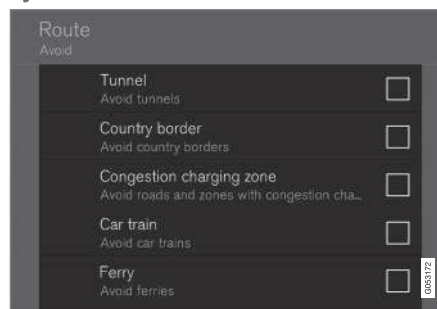 Route
Avoid
Tunnel
Avoid tunnels
Country border
Avoid country borders
Congestion charging zone
Avoid roads and zones with congestion cha...
Car train
Avoid car trains
Ferry
Avoid ferries
G053172